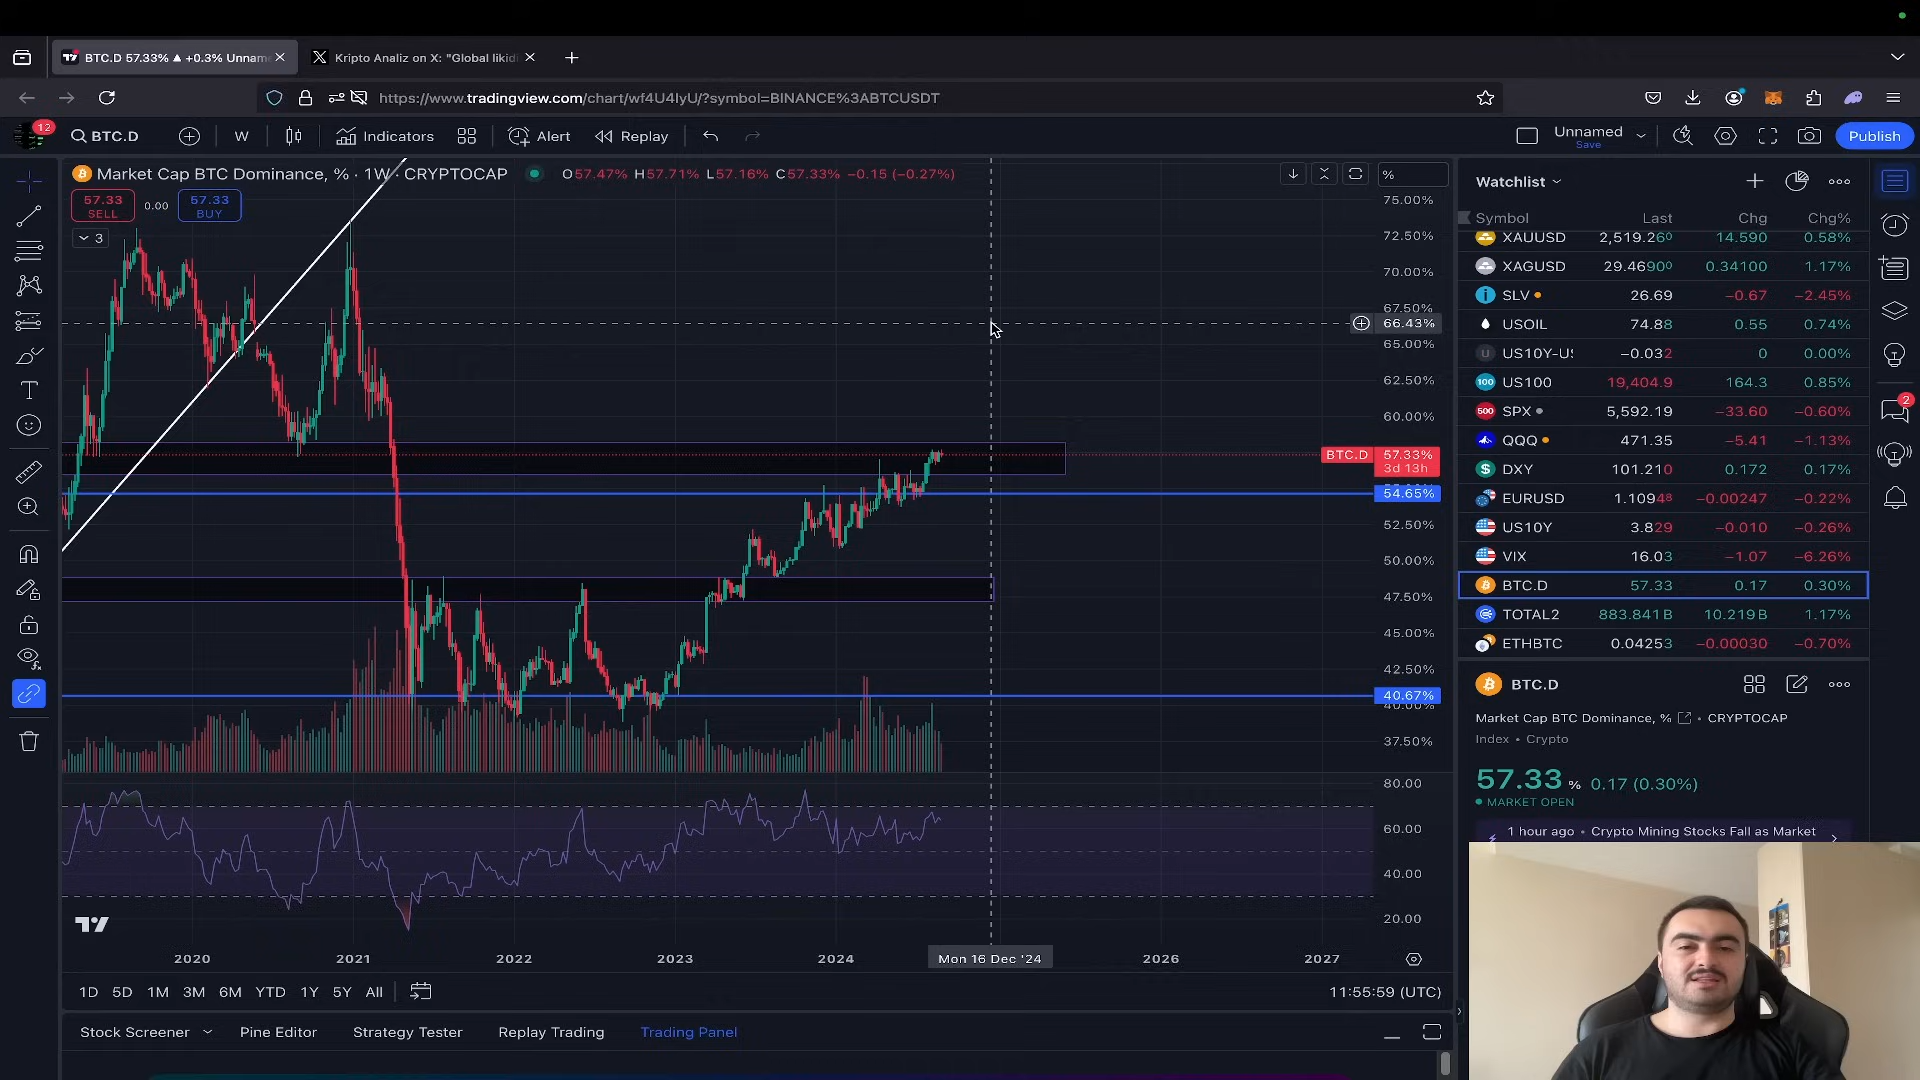 BTC.D 57.33% ▲ +0.3% Unnam
Kripto Analiz on X: "Global likidi
https://www.tradingview.com/chart/wf4U4lyU/?symbol=BINANCE%3ABTCUSDT
12
BTC.D
W
Indicators
Alert
Replay
Unnamed
Save
Publish
Market Cap BTC Dominance, % · 1W · CRYPTOCAP
O57.47% H57.71% L57.16% C57.33% −0.15 (−0.27%)
57.33
SELL
0.00
57.33
BUY
3
%
75.00%
72.50%
70.00%
67.50%
66.43%
65.00%
62.50%
60.00%
BTC.D 57.33%
3d 13h
54.65%
52.50%
50.00%
47.50%
45.00%
42.50%
40.67%
40.00%
37.50%
80.00
60.00
40.00
20.00
2020 2021 2022 2023 2024 Mon 16 Dec '24 2026 2027
1D 5D 1M 3M 6M YTD 1Y 5Y All
11:55:59 (UTC)
Stock Screener Pine Editor Strategy Tester Replay Trading Trading Panel
Watchlist
Symbol Last Chg Chg%
XAUUSD 2,519.260 14.590 0.58%
XAGUSD 29.46900 0.34100 1.17%
SLV 26.69 −0.67 −2.45%
USOIL 74.88 0.55 0.74%
US10Y-US −0.032 0 0.00%
100 US100 19,404.9 164.3 0.85%
500 SPX 5,592.19 −33.60 −0.60%
QQQ 471.35 −5.41 −1.13%
DXY 101.210 0.172 0.17%
EURUSD 1.10948 −0.00247 −0.22%
US10Y 3.829 −0.010 −0.26%
VIX 16.03 −1.07 −6.26%
BTC.D 57.33 0.17 0.30%
TOTAL2 883.841B 10.219B 1.17%
ETHBTC 0.04253 −0.00030 −0.70%
2
BTC.D
Market Cap BTC Dominance, % • CRYPTOCAP
Index • Crypto
57.33 % 0.17 (0.30%)
MARKET OPEN
1 hour ago • Crypto Mining Stocks Fall as Market